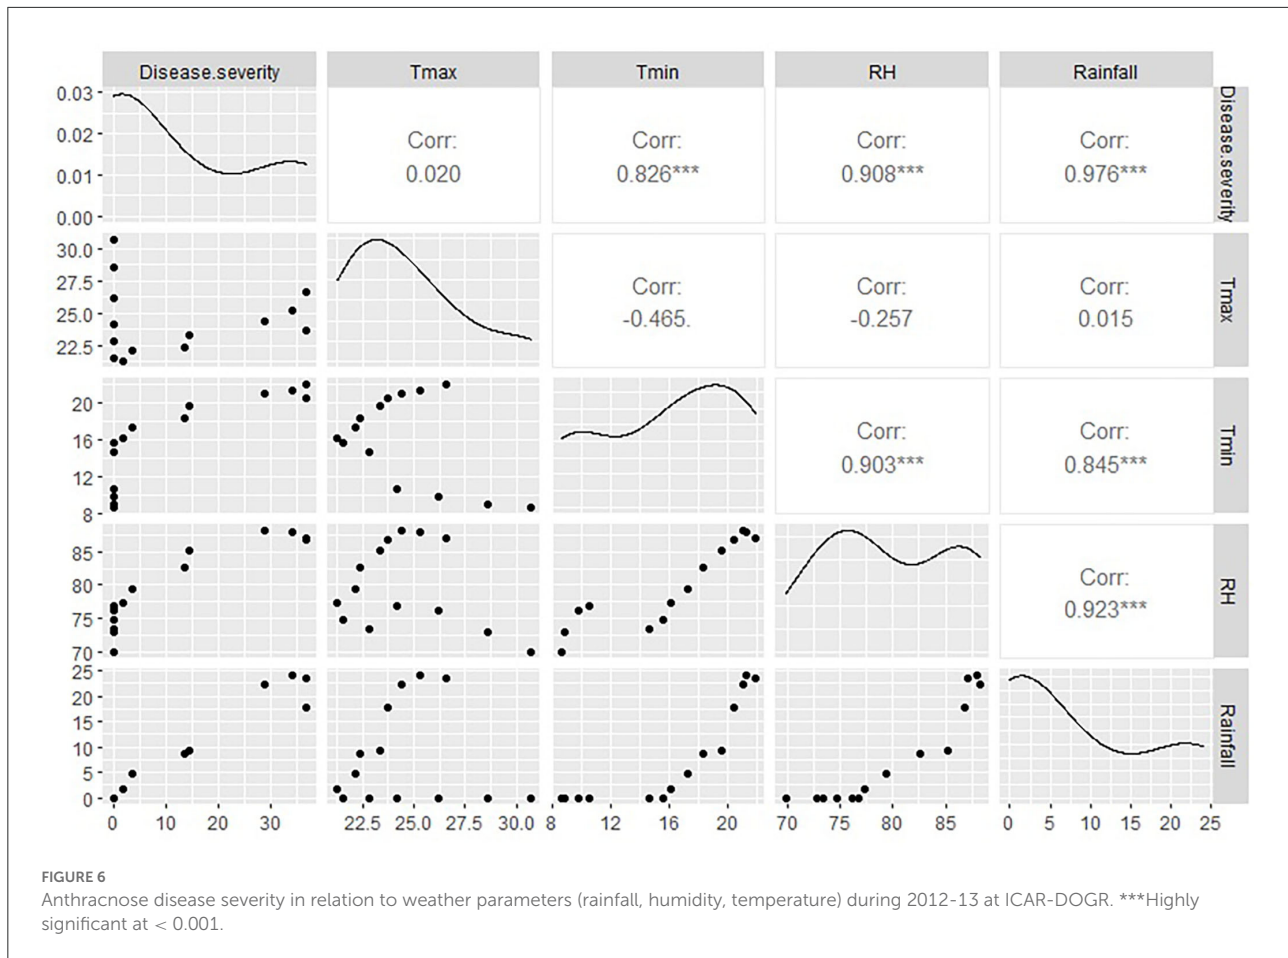 Disease.severity Tmax Tmin RH Rainfall
0.03
0.02
0.01
0.00
Corr:
0.020
Corr:
0.826***
Corr:
0.908***
Corr:
0.976***
Disease.severity
30.0
27.5
25.0
22.5
Corr:
-0.465.
Corr:
-0.257
Corr:
0.015
Tmax
20
16
12
8
Corr:
0.903***
Corr:
0.845***
Tmin
85
80
75
70
Corr:
0.923***
RH
25
20
15
10
5
0
Rainfall
0 10 20 30 22.5 25.0 27.5 30.0 8 12 16 20 70 75 80 85 0 5 10 15 20 25
FIGURE 6
Anthracnose disease severity in relation to weather parameters (rainfall, humidity, temperature) during 2012-13 at ICAR-DOGR. ***Highly
significant at < 0.001.